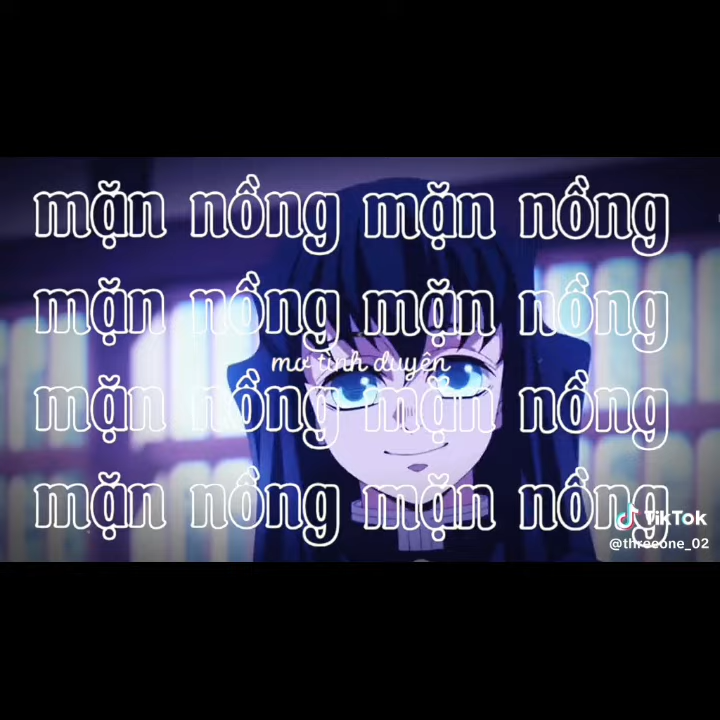 mặn nồng mặn nồng
mặn nồng mặn nồng
mơ tình duyên
mặn nồng mặn nồng
mặn nồng mặn nồng
TikTok
@threeone_02